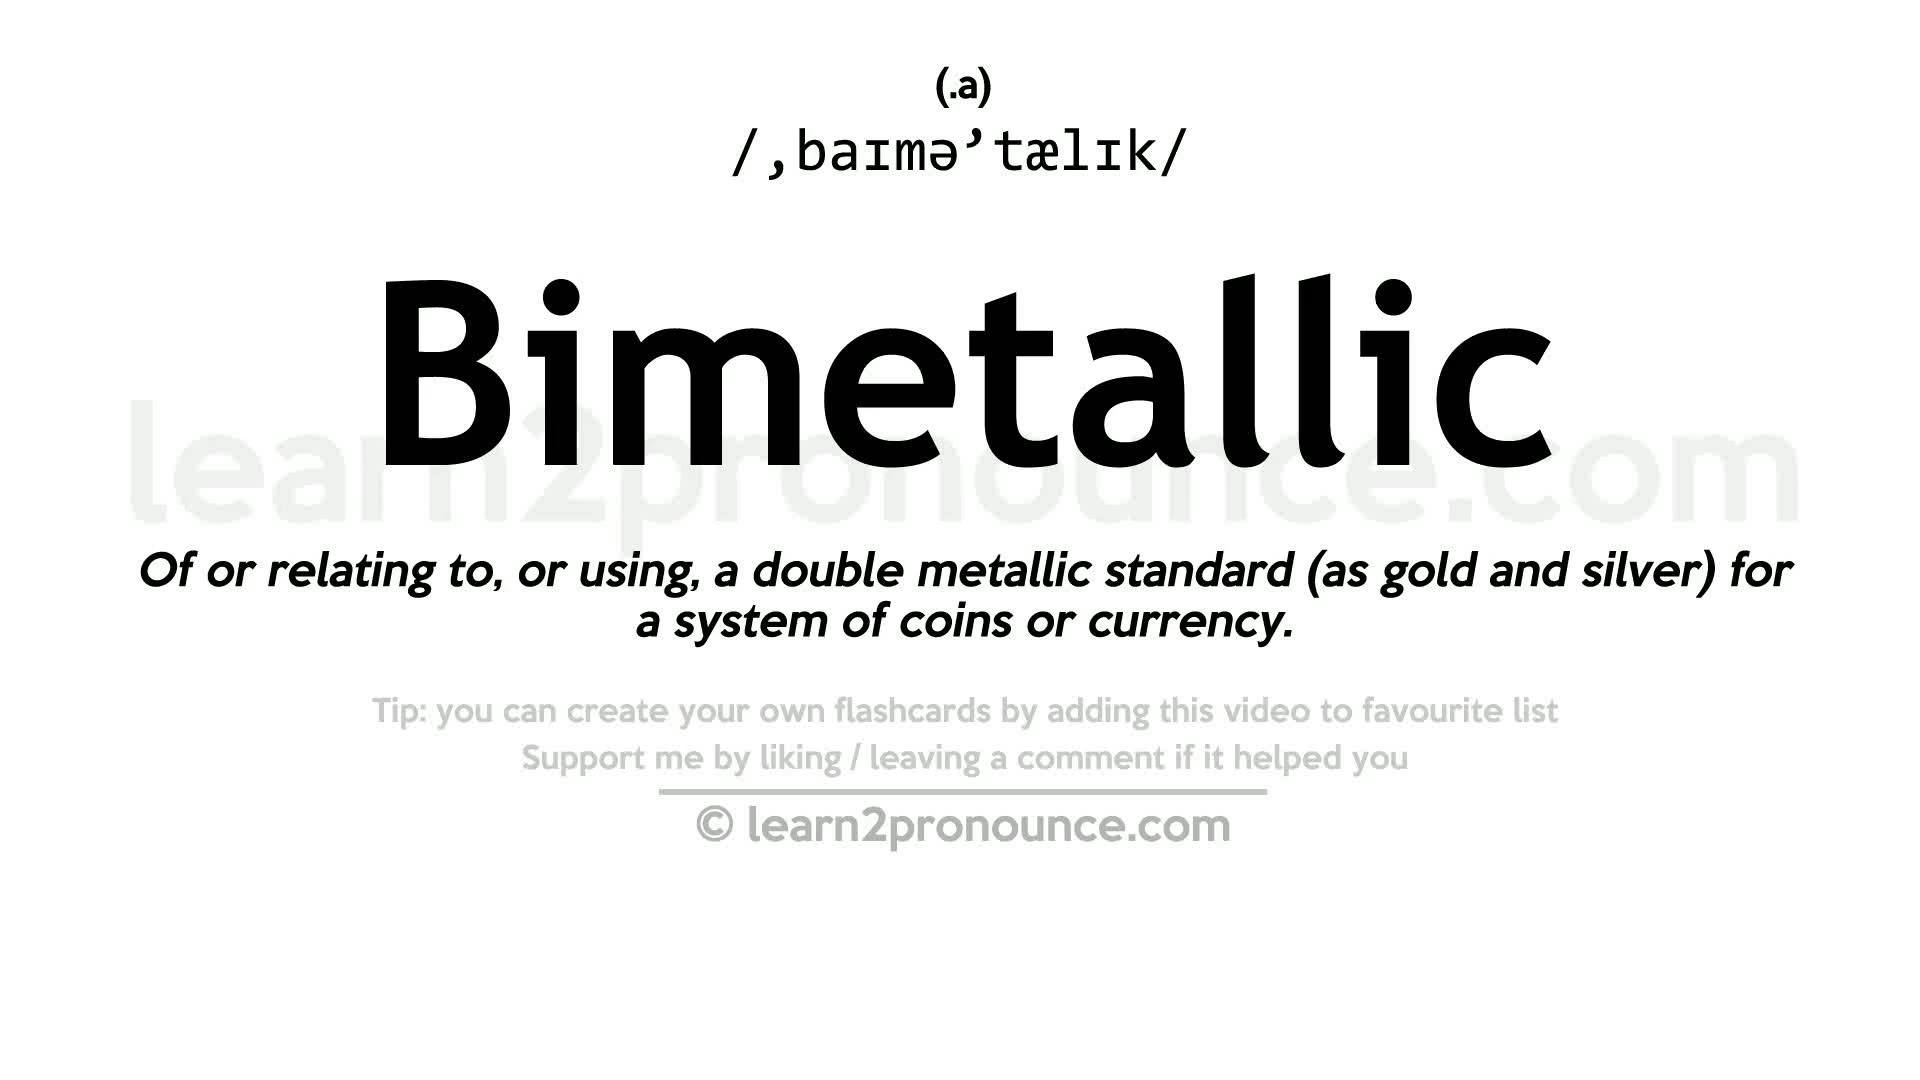 (.a)
/,baɪmə’tælɪk/
Bimetallic
learn2pronounce.com
Of or relating to, or using, a double metallic standard (as gold and silver) for
a system of coins or currency.
Tip: you can create your own flashcards by adding this video to favourite list
Support me by liking / leaving a comment if it helped you
© learn2pronounce.com